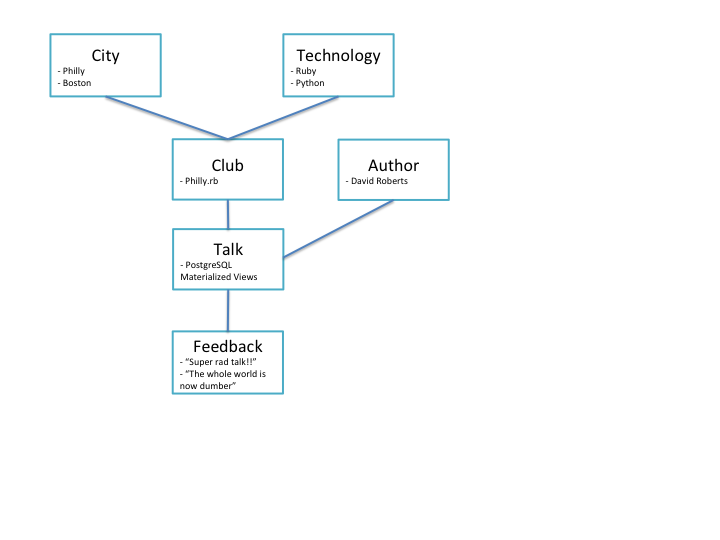 City
- Philly
- Boston
Technology
- Ruby
- Python
Club
- Philly.rb
Author
- David Roberts
Talk
- PostgreSQL
Materialized Views
Feedback
- “Super rad talk!!”
- “The whole world is
now dumber”